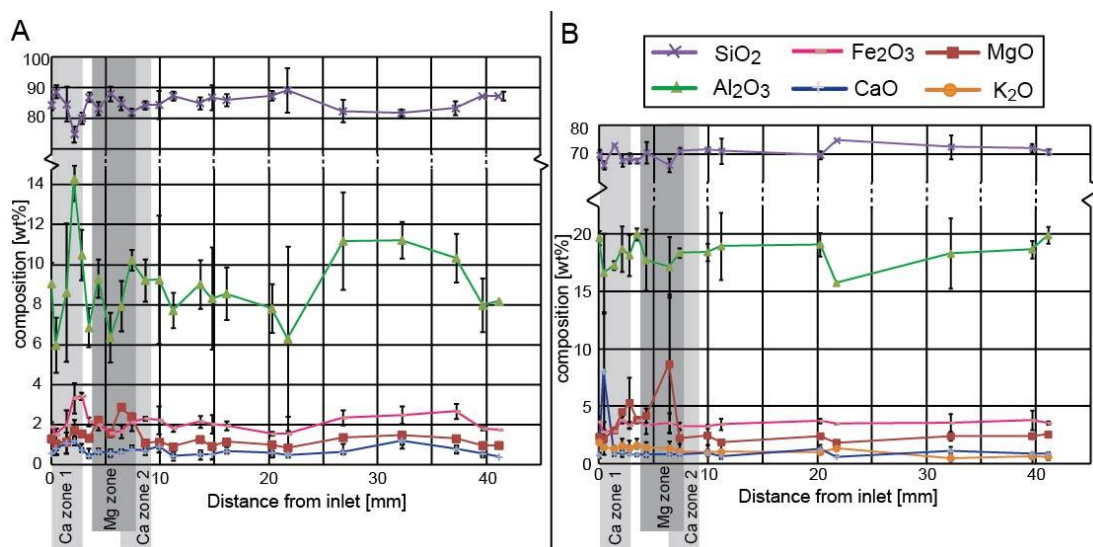 A
100
90
80
14
12
10
8
6
4
2
0
composition [wt%]
0 10 20 30 40
Distance from inlet [mm]
Ca zone 1
Mg zone
Ca zone 2
B
SiO2 Fe2O3 MgO
Al2O3 CaO K2O
80
70
20
15
10
5
0
composition [wt%]
0 10 20 30 40
Distance from inlet [mm]
Ca zone 1
Mg zone
Ca zone 2